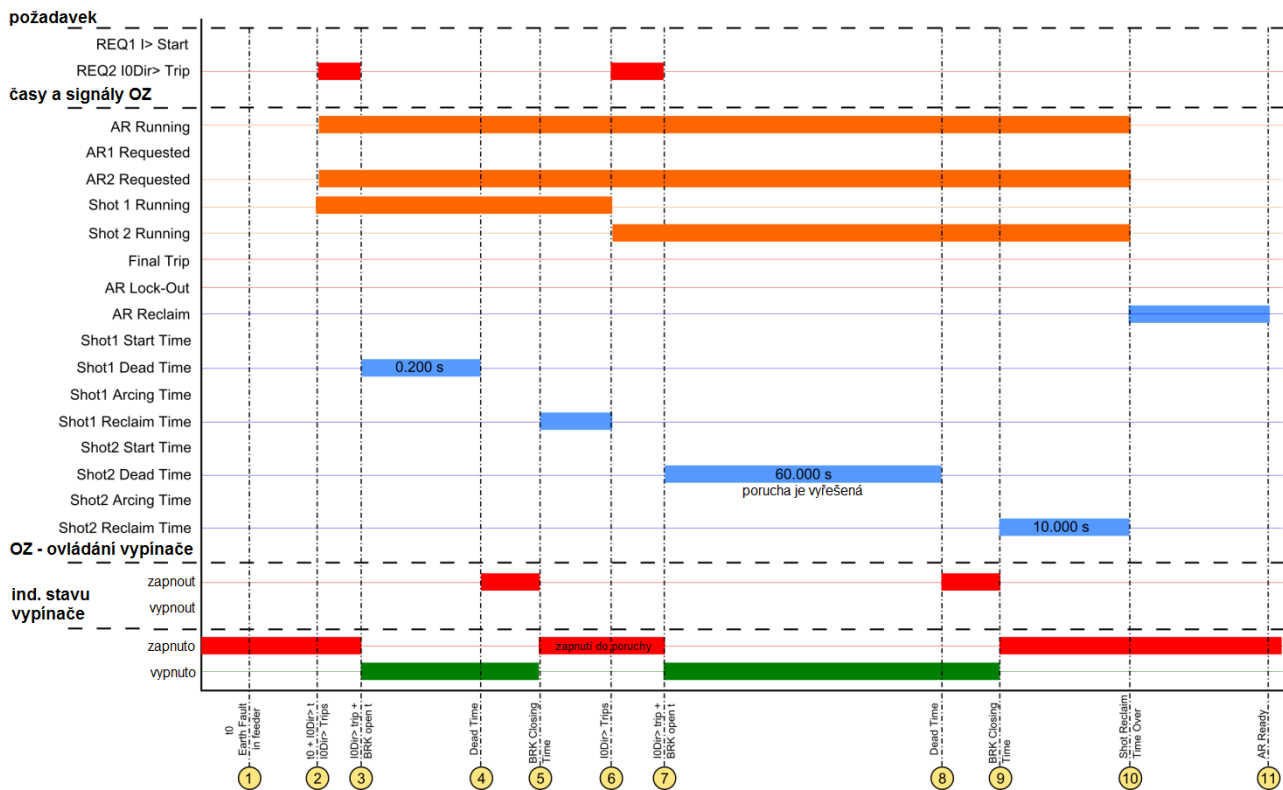 požadavek
REQ1 I> Start
REQ2 I0Dir> Trip
časy a signály OZ
AR Running
AR1 Requested
AR2 Requested
Shot 1 Running
Shot 2 Running
Final Trip
AR Lock-Out
AR Reclaim
Shot1 Start Time
Shot1 Dead Time
0.200 s
Shot1 Arcing Time
Shot1 Reclaim Time
Shot2 Start Time
Shot2 Dead Time
60.000 s
porucha je vyřešená
Shot2 Arcing Time
Shot2 Reclaim Time
10.000 s
OZ - ovládání vypínače
zapnout
ind. stavu
vypínače
vypnout
zapnuto
zapnutí do poruchy
vypnuto
t0
Earth Fault
in feeder
t0 + I0Dir> t
I0Dir> Trips
I0Dir> trip +
BRK open t
Dead Time
BRK Closing
Time
I0Dir> Trips
I0Dir> trip +
BRK open t
Dead Time
BRK Closing
Time
Shot Reclaim
Time Over
AR Ready
1
2
3
4
5
6
7
8
9
10
11